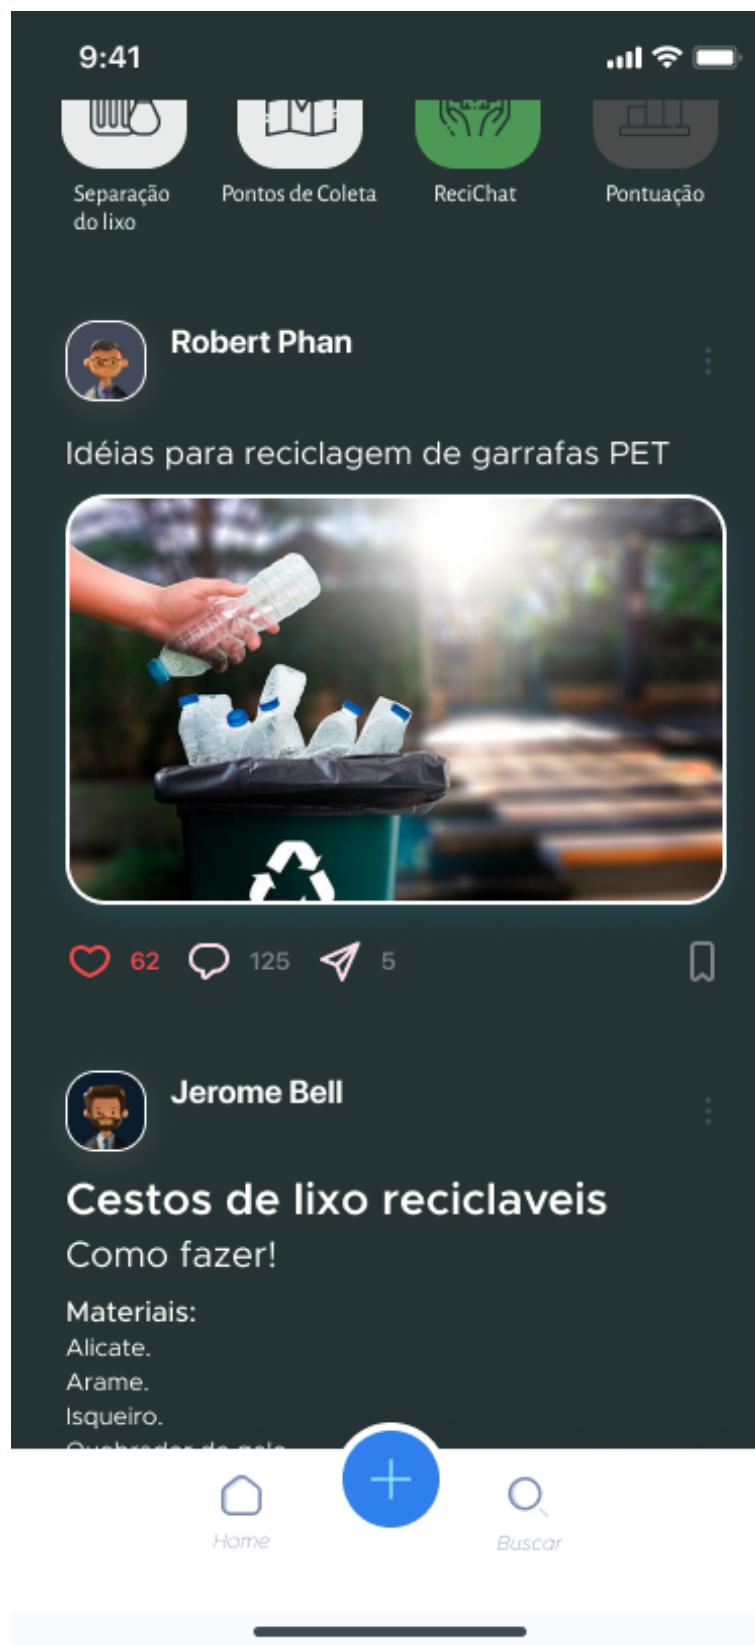 9:41
Separação
do lixo
Pontos de Coleta
ReciChat
Pontuação
Robert Phan
Idéias para reciclagem de garrafas PET
62
125
5
Jerome Bell
Cestos de lixo reciclaveis
Como fazer!
Materiais:
Alicate.
Arame.
Isqueiro.
Home
Buscar